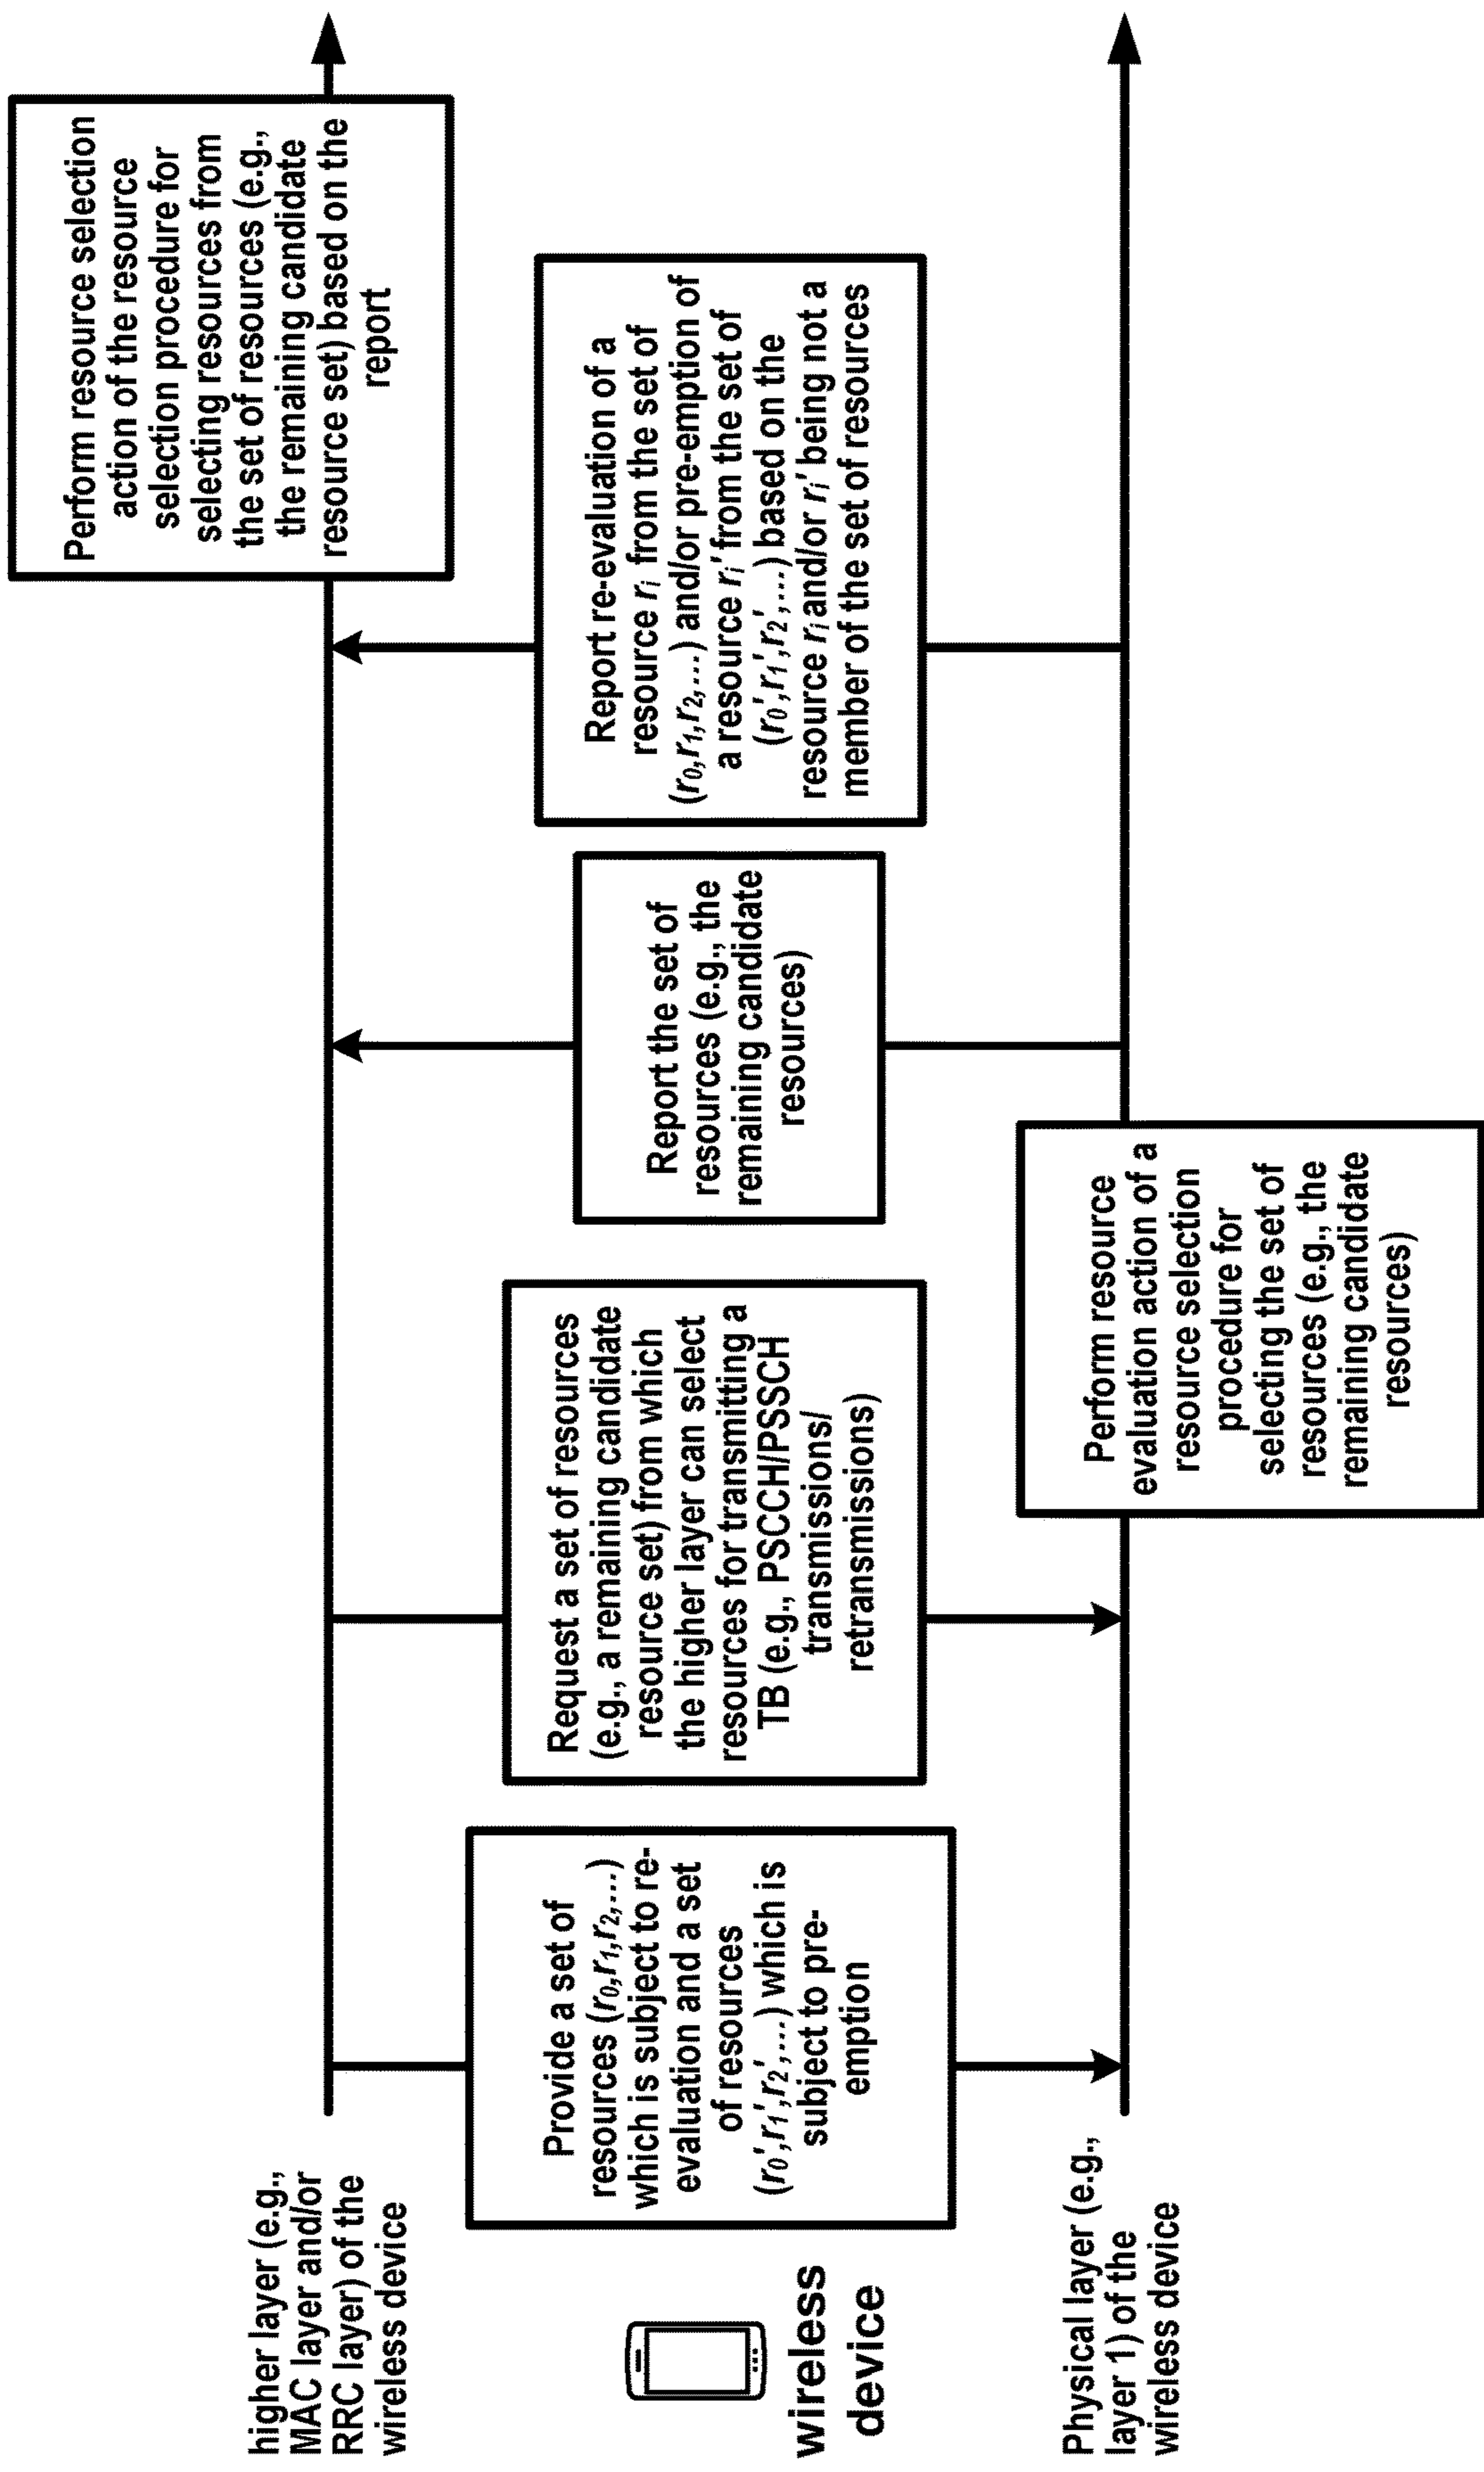 higher layer (e.g.,
MAC layer and/or
RRC layer) of the
wireless device
wireless
device
Physical layer (e.g.,
layer 1) of the
wireless device
Provide a set of
resources (r0,r1,r2,...)
which is subject to re-
evaluation and a set
of resources
(r0',r1',r2',...) which is
subject to pre-
emption
Request a set of resources
(e.g., a remaining candidate
resource set) from which
the higher layer can select
resources for transmitting a
TB (e.g., PSCCH/PSSCH
transmissions/
retransmissions)
Perform resource
evaluation action of a
resource selection
procedure for
selecting the set of
resources (e.g., the
remaining candidate
resources)
Report the set of
resources (e.g., the
remaining candidate
resources)
Report re-evaluation of a
resource ri from the set of
(r0,r1,r2,...) and/or pre-emption of
a resource ri' from the set of
(r0',r1',r2',...) based on the
resource ri and/or ri' being not a
member of the set of resources
Perform resource selection
action of the resource
selection procedure for
selecting resources from
the set of resources (e.g.,
the remaining candidate
resource set) based on the
report